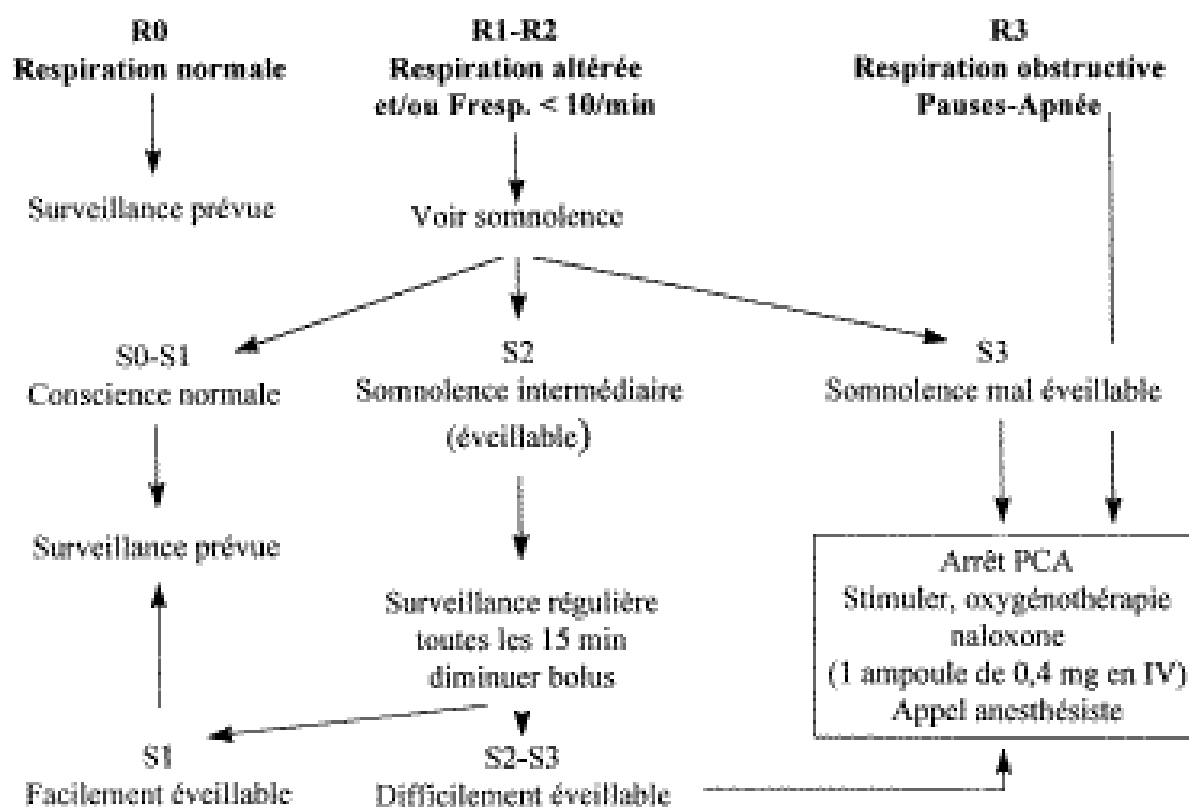 R0
Respiration normale
R1-R2
Respiration altérée
et/ou Fresp. < 10/min
R3
Respiration obstructive
Pauses-Apnée
Surveillance prévue
Voir somnolence
S0-S1
Conscience normale
S2
Somnolence intermédiaire
(éveillable)
S3
Somnolence mal éveillable
Surveillance prévue
Surveillance régulière
toutes les 15 min
diminuer bolus
Arrêt PCA
Stimuler, oxygénothérapie
naloxone
(1 ampoule de 0,4 mg en IV)
Appel anesthésiste
S1
Facilement éveillable
S2-S3
Difficilement éveillable